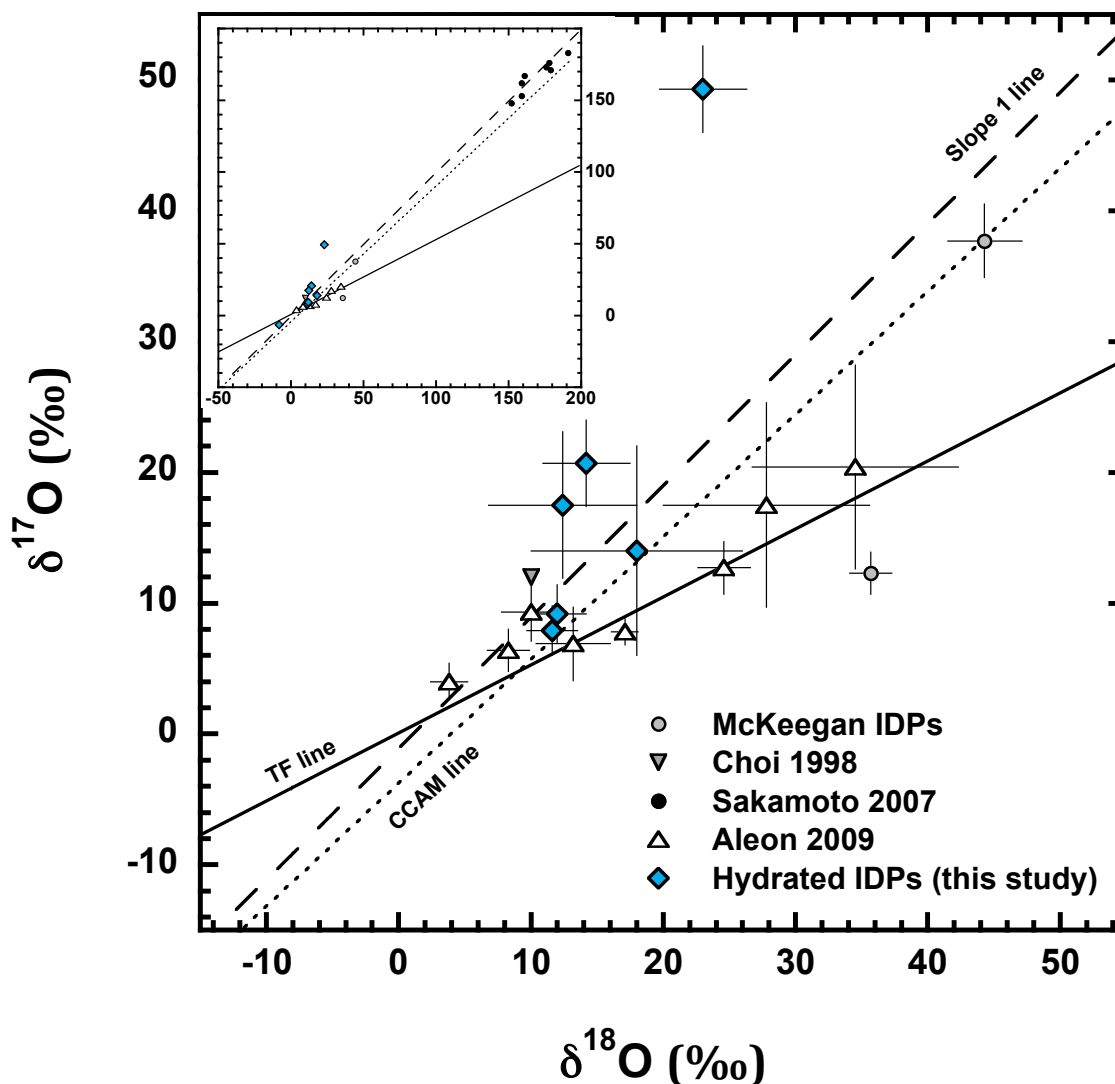 50
40
30
20
10
0
-10
δ17O (‰)
150
100
50
0
-50 0 50 100 150 200
Slope 1 line
TF line
CCAM line
McKeegan IDPs
Choi 1998
Sakamoto 2007
Aleon 2009
Hydrated IDPs (this study)
-10 0 10 20 30 40 50
δ18O (‰)